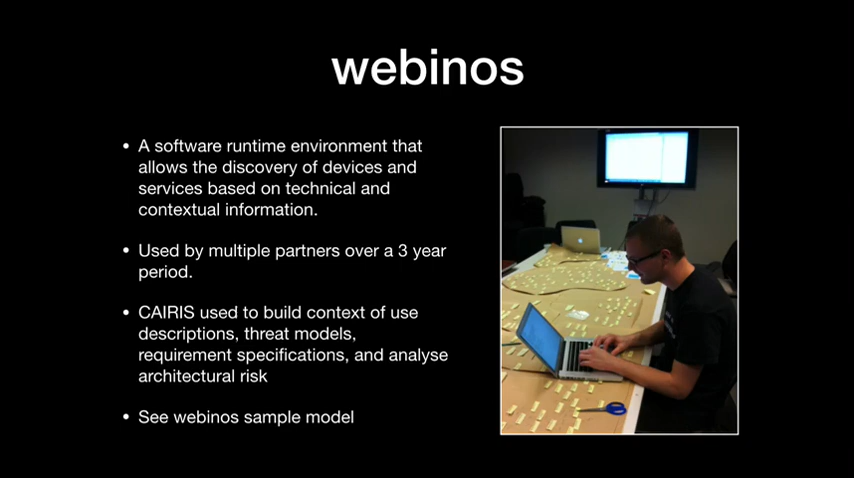 webinos
• A software runtime environment that
allows the discovery of devices and
services based on technical and
contextual information.
• Used by multiple partners over a 3 year
period.
• CAIRIS used to build context of use
descriptions, threat models,
requirement specifications, and analyse
architectural risk
• See webinos sample model